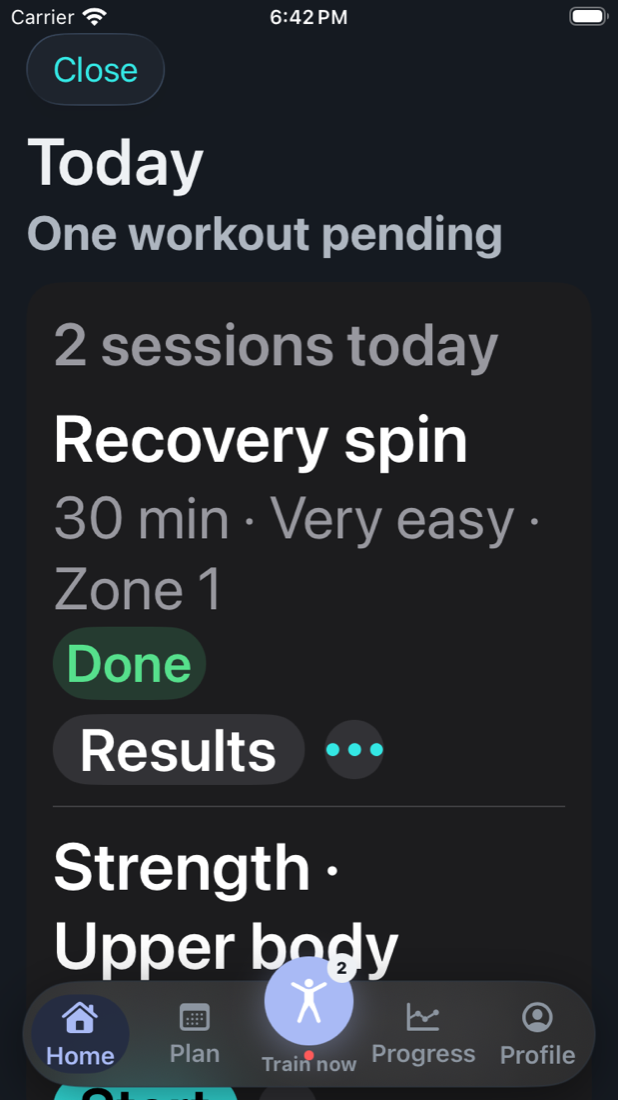 Carrier
6:42 PM
Close
Today
One workout pending
2 sessions today
Recovery spin
30 min · Very easy ·
Zone 1
Done
Results
Strength ·
Upper body
2
Home
Plan
Train now
Progress
Profile
Start